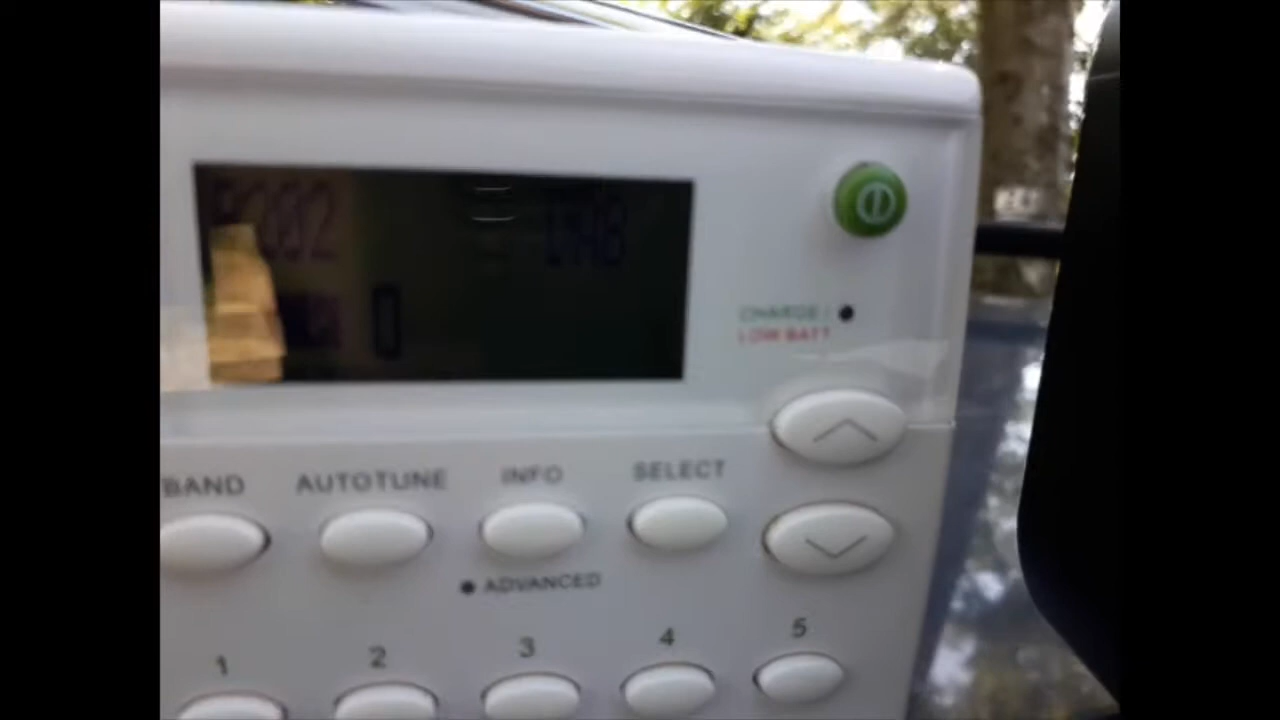 CHARGE /
LOW BATT
BAND AUTOTUNE INFO SELECT
ADVANCED
1 2 3 4 5